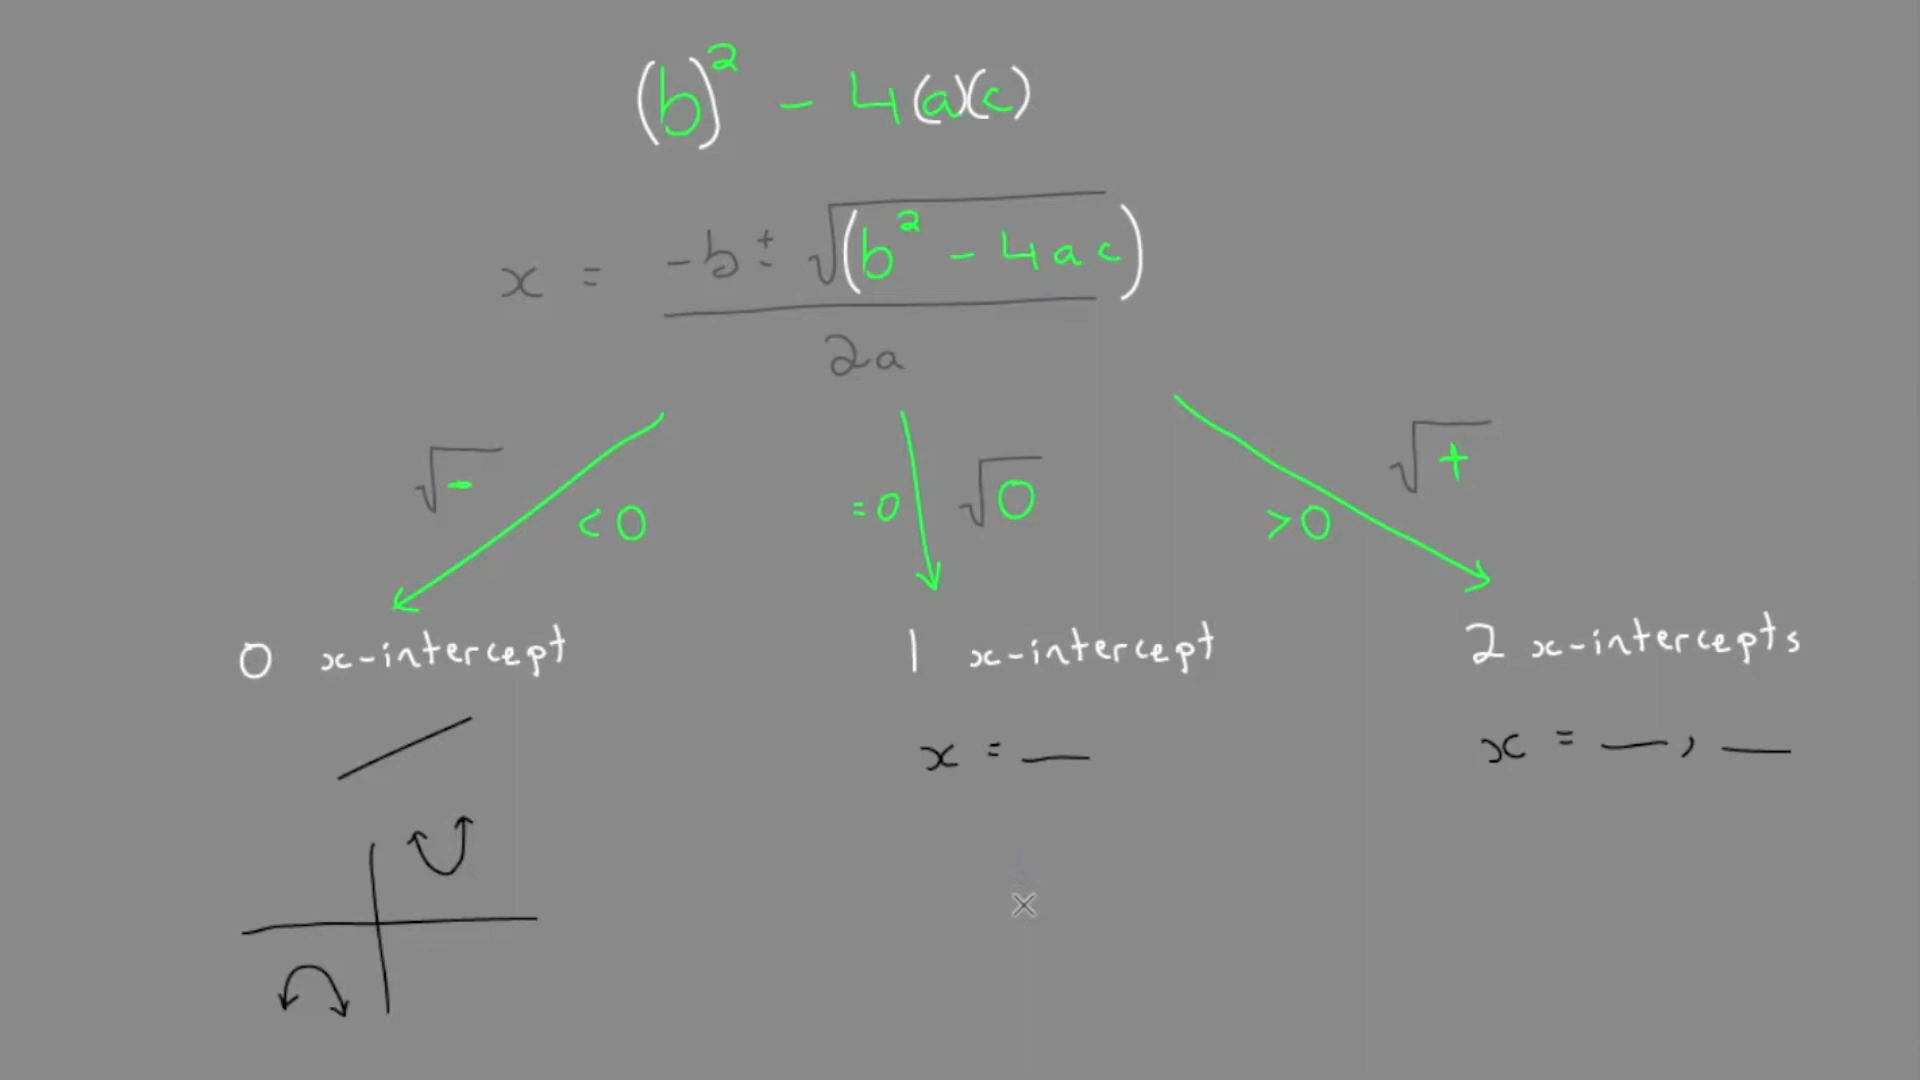 (b)² - 4(a)(c)
x = -b ± √(b² - 4ac) / 2a
√- < 0 = 0 √0 > 0 √+
0 x-intercept 1 x-intercept 2 x-intercepts
x = __ x = __, __